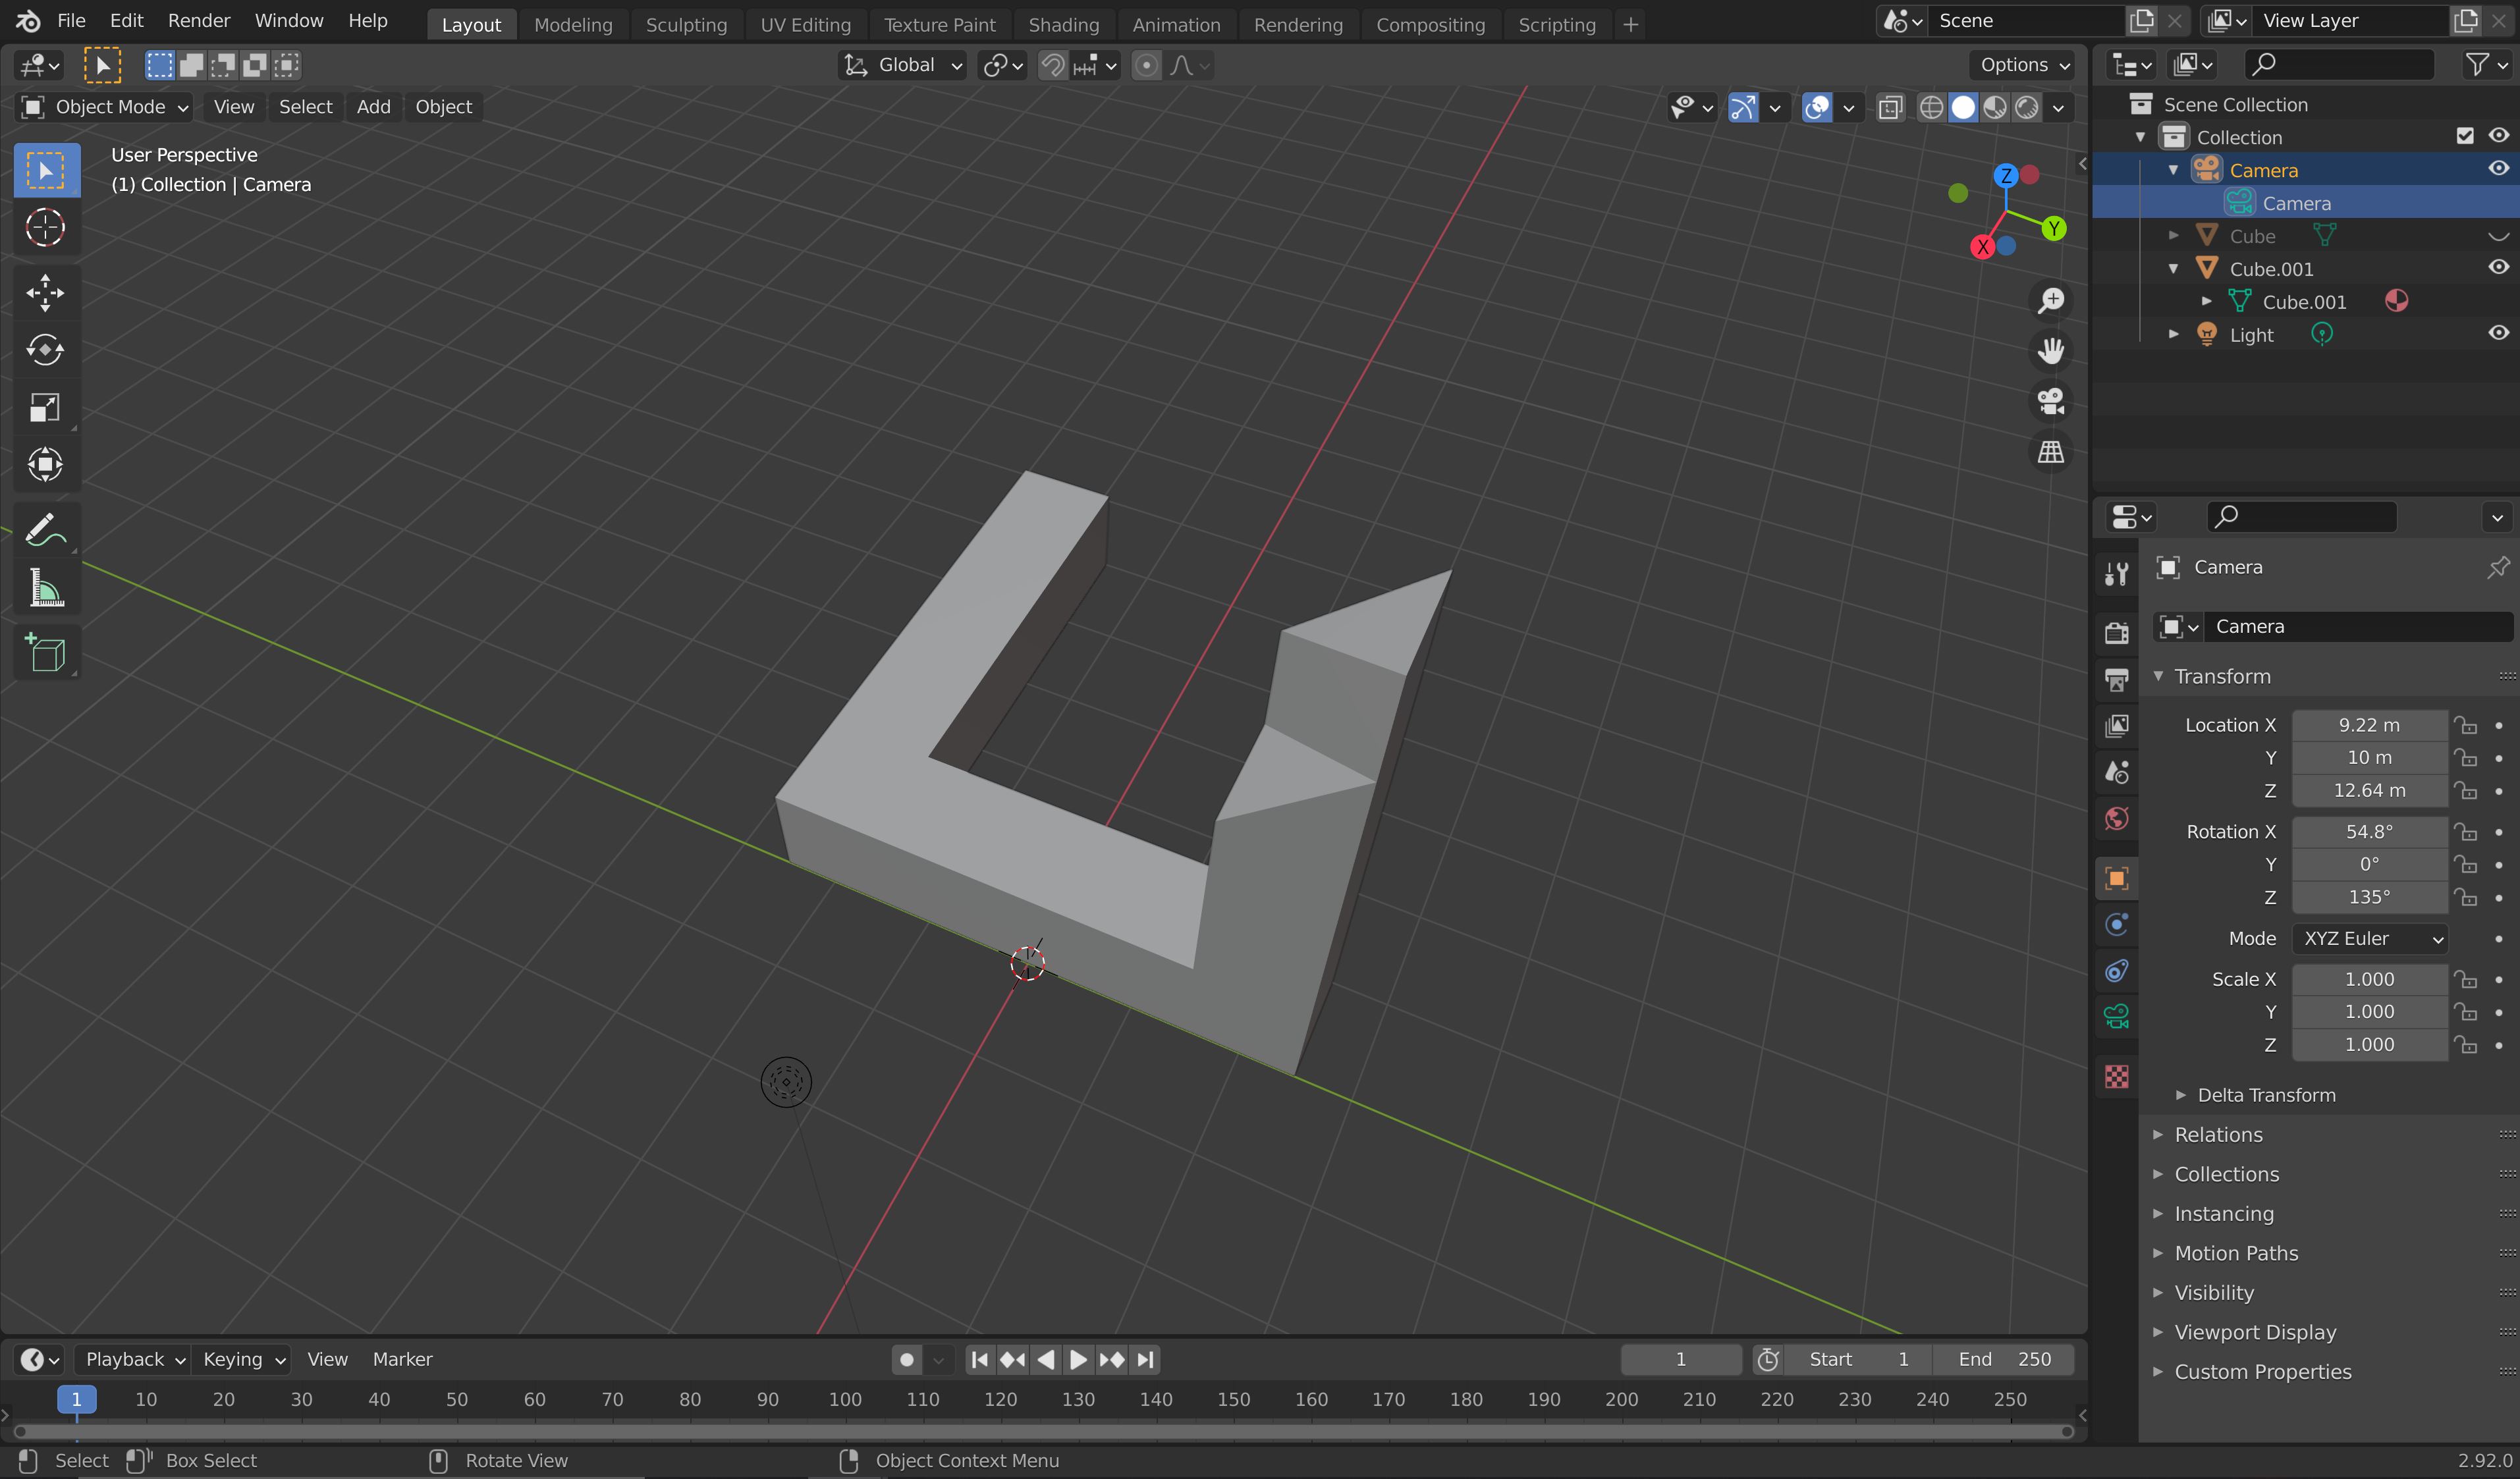 File Edit Render Window Help Layout Modeling Sculpting UV Editing Texture Paint Shading Animation Rendering Compositing Scripting + Scene View Layer
Global Options
Object Mode View Select Add Object
User Perspective
(1) Collection | Camera
Z
Y
X
Scene Collection
Collection
Camera
Camera
Cube
Cube.001
Cube.001
Light
Camera
Camera
Transform
Location X 9.22 m
Y 10 m
Z 12.64 m
Rotation X 54.8°
Y 0°
Z 135°
Mode XYZ Euler
Scale X 1.000
Y 1.000
Z 1.000
Delta Transform
Relations
Collections
Instancing
Motion Paths
Visibility
Viewport Display
Custom Properties
Playback Keying View Marker 1 Start 1 End 250
1 10 20 30 40 50 60 70 80 90 100 110 120 130 140 150 160 170 180 190 200 210 220 230 240 250
Select Box Select Rotate View Object Context Menu 2.92.0